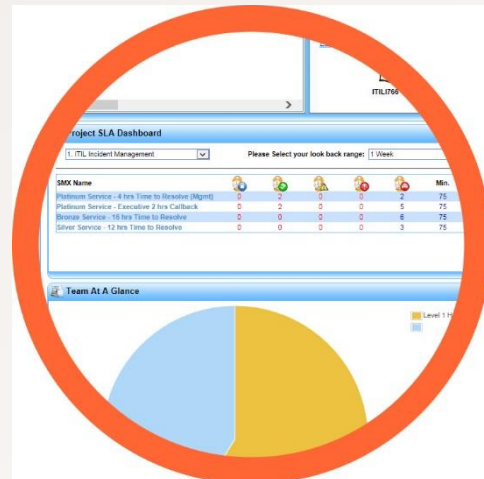 ITIL1766
Project SLA Dashboard
1. ITIL Incident Management Please Select your look back range: 1 Week
SMX Name Min.
Platinum Service - 4 hrs Time to Resolve (Mgmt) 0 2 0 0 2 75
Platinum Service - Executive 2 hrs Callback 0 2 0 0 5 75
Bronze Service - 16 hrs Time to Resolve 0 0 0 0 6 75
Silver Service - 12 hrs Time to Resolve 0 0 0 0 3 75
Team At A Glance
Level 1 H